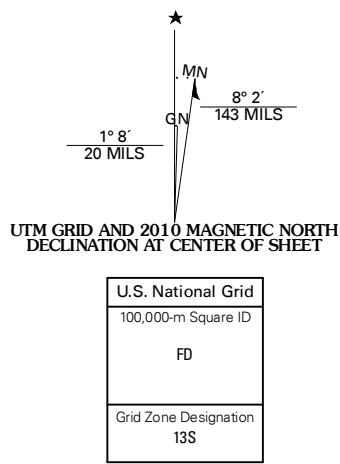 ★
MN
GN
8° 2´
143 MILS
1° 8´
20 MILS
UTM GRID AND 2010 MAGNETIC NORTH
DECLINATION AT CENTER OF SHEET
U.S. National Grid
100,000-m Square ID
FD
Grid Zone Designation
13S